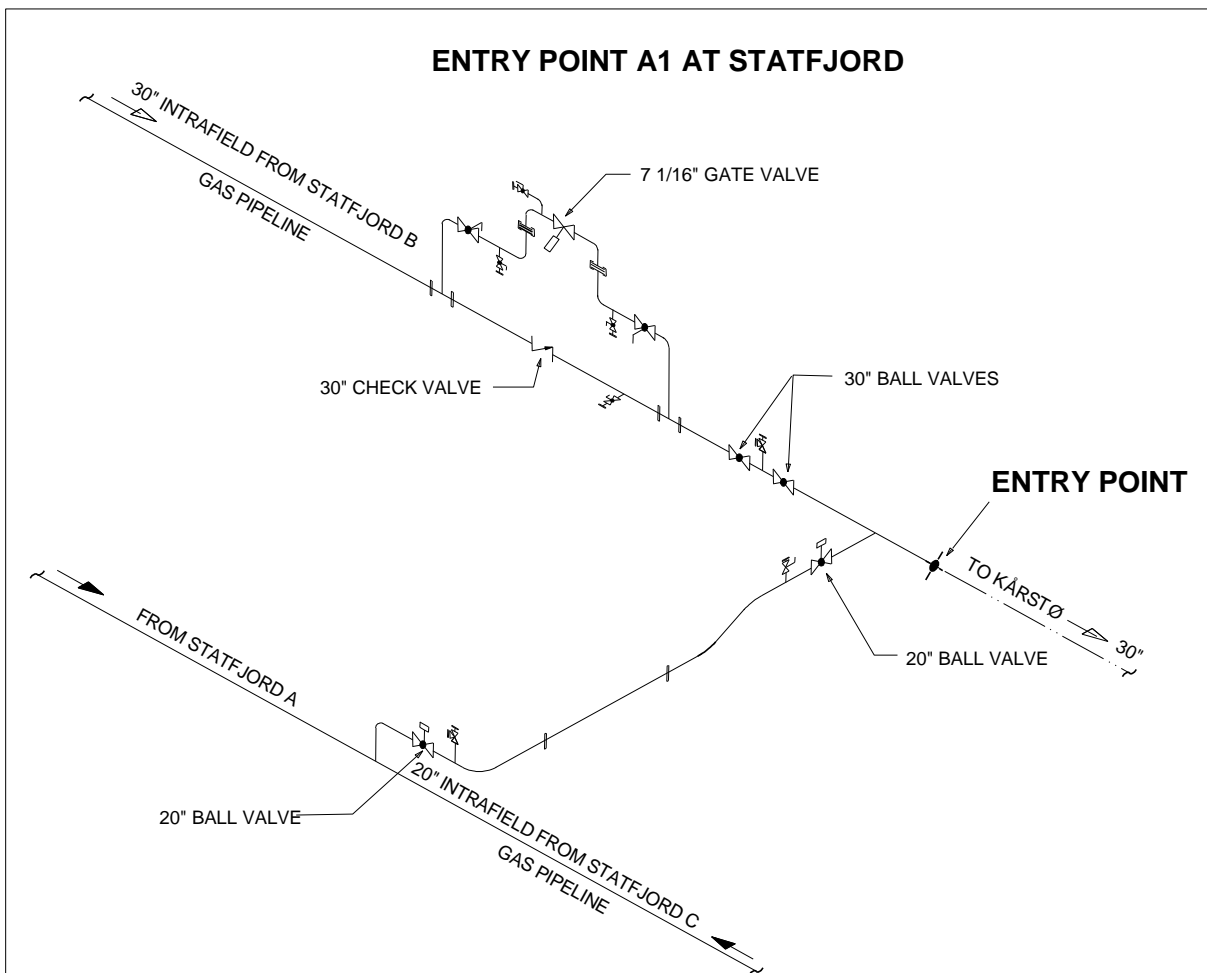 ENTRY POINT A1 AT STATFJORD
30" INTRAFIELD FROM STATFJORD B
GAS PIPELINE
7 1/16" GATE VALVE
30" CHECK VALVE
30" BALL VALVES
ENTRY POINT
TO KÅRSTØ
30"
FROM STATFJORD A
20" BALL VALVE
20" BALL VALVE
20" INTRAFIELD FROM STATFJORD C
GAS PIPELINE